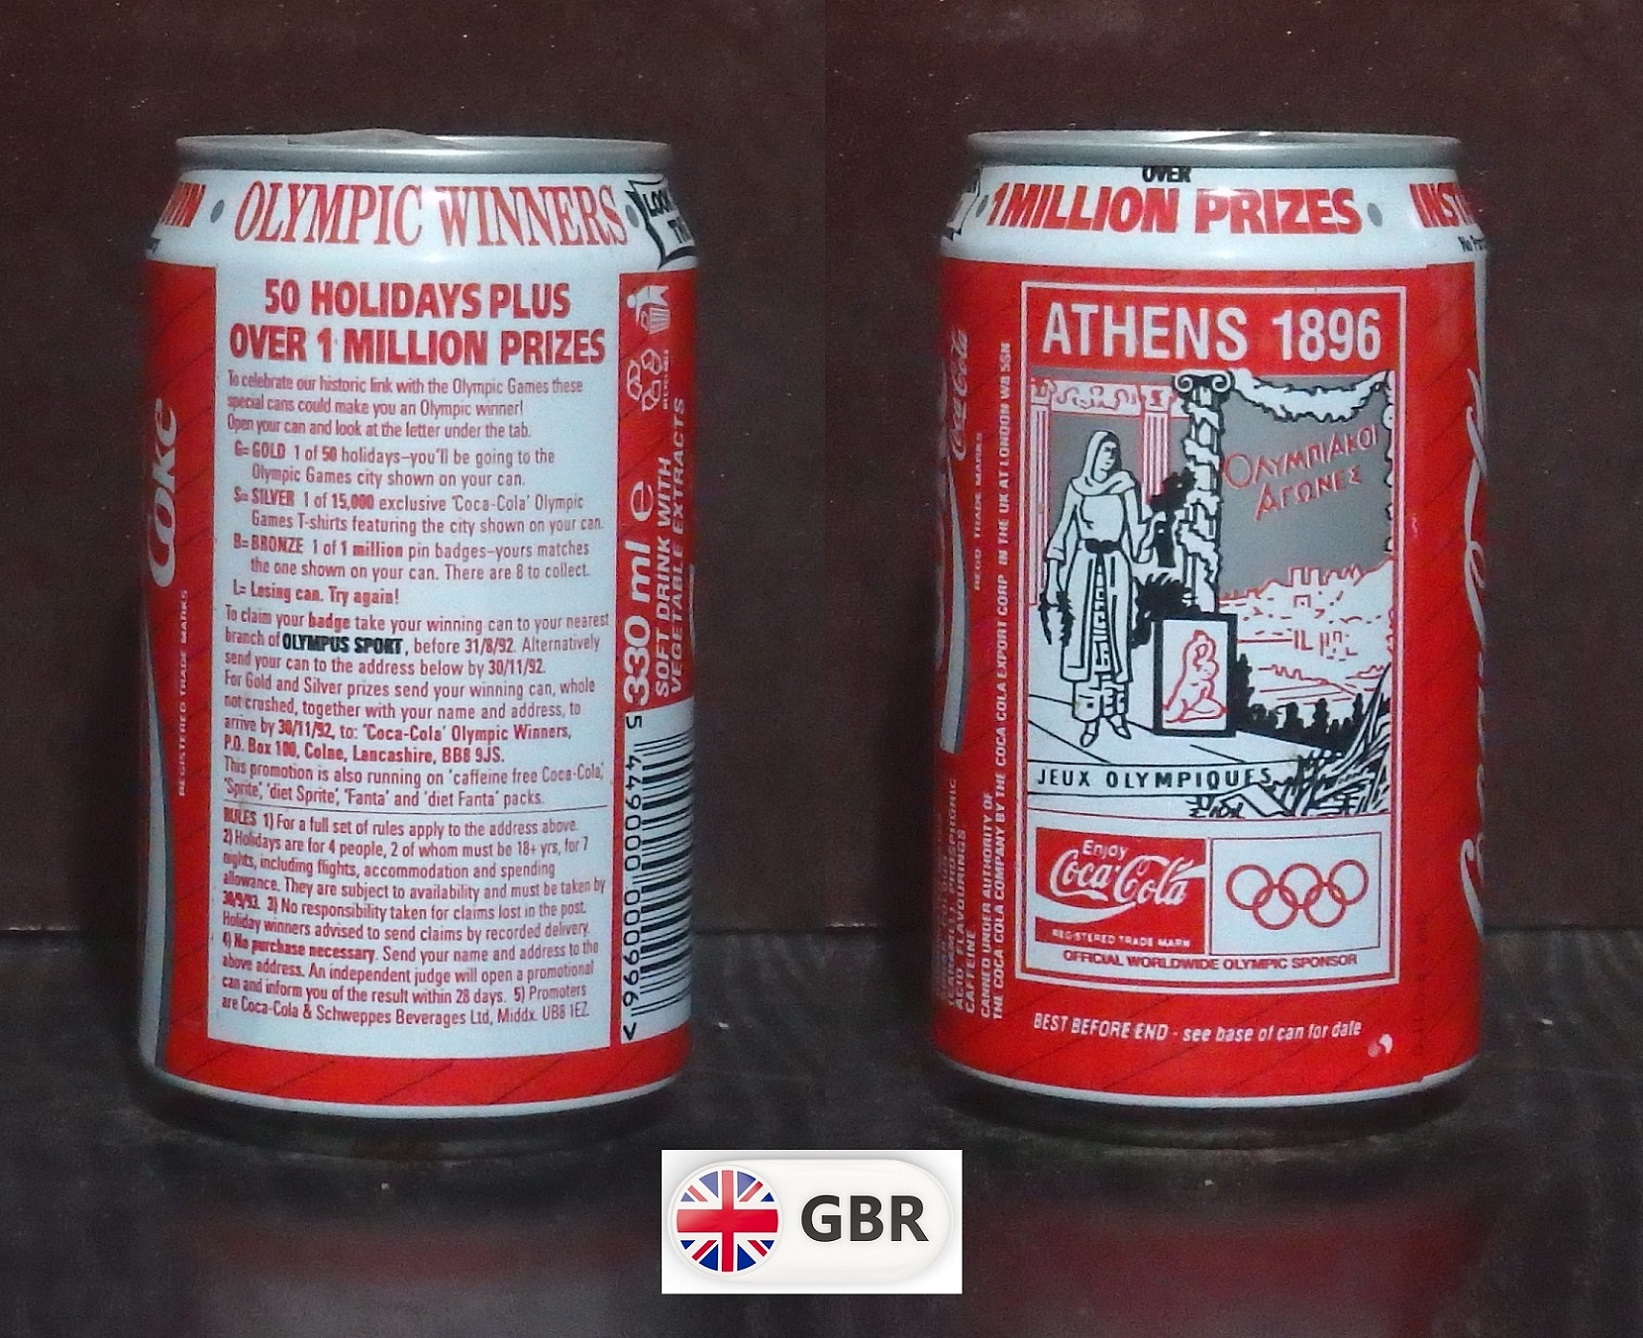 WIN • OLYMPIC WINNERS •
50 HOLIDAYS PLUS
OVER 1 MILLION PRIZES
To celebrate our historic link with the Olympic Games these
special cans could make you an Olympic winner!
Open your can and look at the letter under the tab.
G= GOLD 1 of 50 holidays–you'll be going to the
Olympic Games city shown on your can.
S= SILVER 1 of 15,000 exclusive 'Coca-Cola' Olympic
Games T-shirts featuring the city shown on your can.
B= BRONZE 1 of 1 million pin badges–yours matches
the one shown on your can. There are 8 to collect.
L= Losing can. Try again!
To claim your badge take your winning can to your nearest
branch of OLYMPUS SPORT, before 31/8/92. Alternatively
send your can to the address below by 30/11/92.
For Gold and Silver prizes send your winning can, whole
not crushed, together with your name and address, to
arrive by 30/11/92, to: 'Coca-Cola' Olympic Winners,
P.O. Box 100, Colne, Lancashire, BB8 9JS.
This promotion is also running on 'caffeine free Coca-Cola',
'Sprite', 'diet Sprite', 'Fanta' and 'diet Fanta' packs.
RULES 1) For a full set of rules apply to the address above.
2) Holidays are for 4 people, 2 of whom must be 18+ yrs, for 7
nights, including flights, accommodation and spending
allowance. They are subject to availability and must be taken by
30/9/93. 3) No responsibility taken for claims lost in the post.
Holiday winners advised to send claims by recorded delivery.
4) No purchase necessary. Send your name and address to the
above address. An independent judge will open a promotional
can and inform you of the result within 28 days. 5) Promoters
are Coca-Cola & Schweppes Beverages Ltd, Middx. UB8 1EZ.
Coke
REGISTERED TRADE MARKS
330 ml e
SOFT DRINK WITH
VEGETABLE EXTRACTS
5 449000 000996 >
OVER
• 1 MILLION PRIZES •
ATHENS 1896
ΟΛΥΜΠΙΑΚΟΙ
ΑΓΩΝΕΣ
JEUX OLYMPIQUES
Enjoy
Coca-Cola
REGISTERED TRADE MARK
OFFICIAL WORLDWIDE OLYMPIC SPONSOR
BEST BEFORE END - see base of can for date
Coca-Cola
REGD TRADE MARKS
ACID, FLAVOURINGS
CAFFEINE
CANNED UNDER AUTHORITY OF
THE COCA COLA COMPANY BY THE COCA COLA EXPORT CORP IN THE UK AT LONDON W8 5SN
GBR